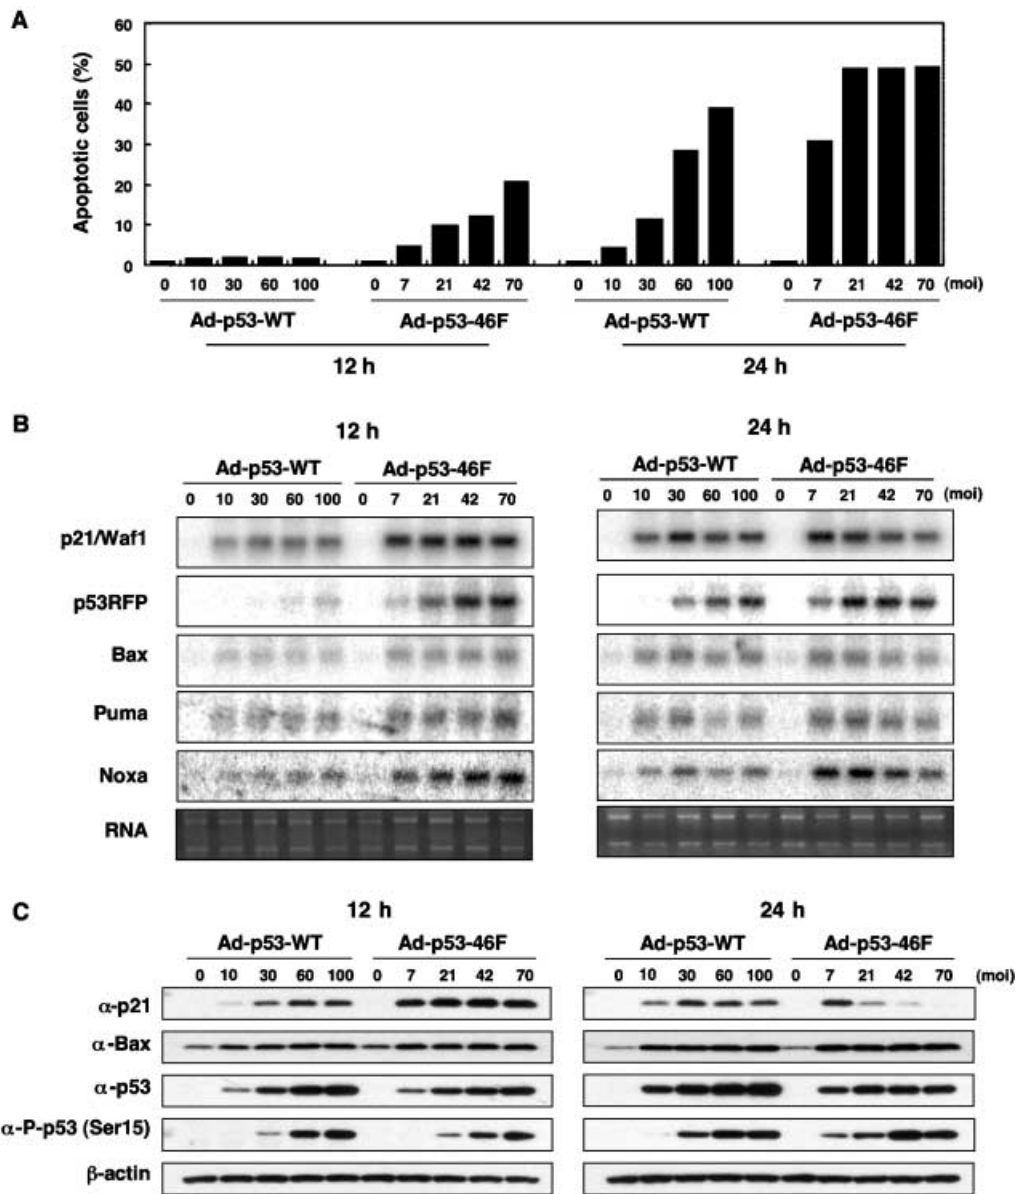 A
60
50
40
30
20
10
0
Apoptotic cells (%)
0 10 30 60 100 0 7 21 42 70 0 10 30 60 100 0 7 21 42 70 (moi)
Ad-p53-WT Ad-p53-46F Ad-p53-WT Ad-p53-46F
12 h 24 h
B
12 h 24 h
Ad-p53-WT Ad-p53-46F Ad-p53-WT Ad-p53-46F
0 10 30 60 100 0 7 21 42 70 0 10 30 60 100 0 7 21 42 70 (moi)
p21/Waf1
p53RFP
Bax
Puma
Noxa
RNA
C
12 h 24 h
Ad-p53-WT Ad-p53-46F Ad-p53-WT Ad-p53-46F
0 10 30 60 100 0 7 21 42 70 0 10 30 60 100 0 7 21 42 70 (moi)
α-p21
α-Bax
α-p53
α-P-p53 (Ser15)
β-actin